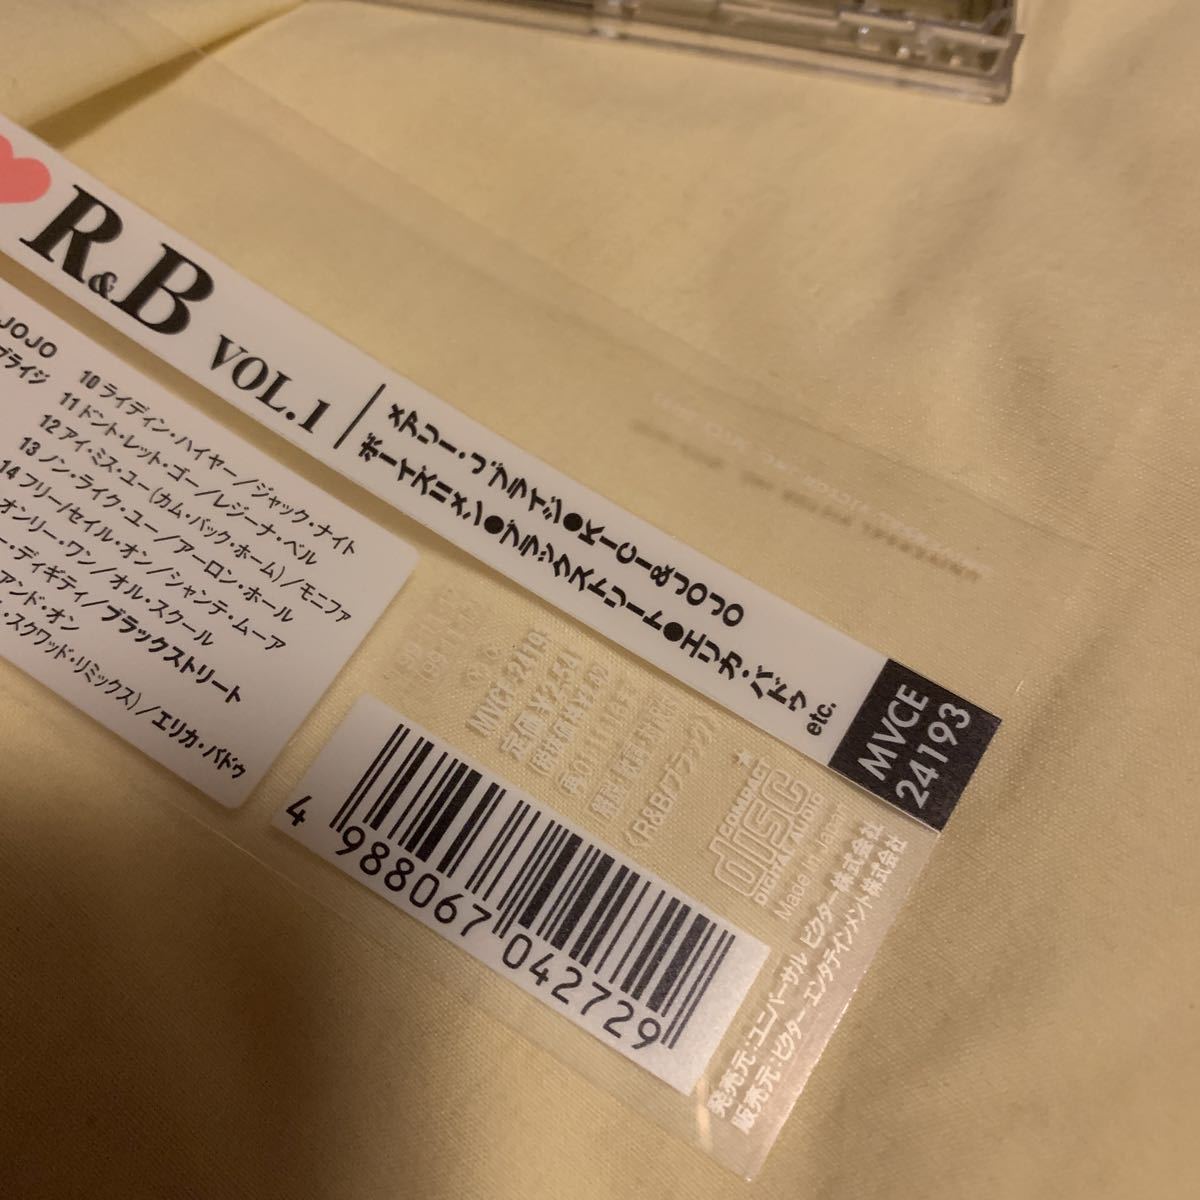 R&B VOL.1
メアリー・J.ブライジ●K-CI&JOJO
ボーイズIIメン●ブラックストリート●エリカ・バドゥ etc.
MVCE
24193
JOJO
ブライジ
10 ライディン・ハイヤー/ジャック・ナイト
11 ドント・レット・ゴー/レジーナ・ベル
12 アイ・ミス・ユー(カム・バック・ホーム)/モニファ
13 ノン・ライク・ユー/アーロン・ホール
14 フリー/セイル・オン/シャンテ・ムーア
オンリー・ワン/オル・スクール
ー・ディギティ/ブラックストリート
アンド・オン
・スクワッド・リミックス)/エリカ・バドゥ
〈R&B/ブラック〉
COMPACT
disc
DIGITAL AUDIO
Made in Japan
発売元:ユニバーサル ビクター株式会社
販売元:ビクター エンタテインメント株式会社
4 988067 042729